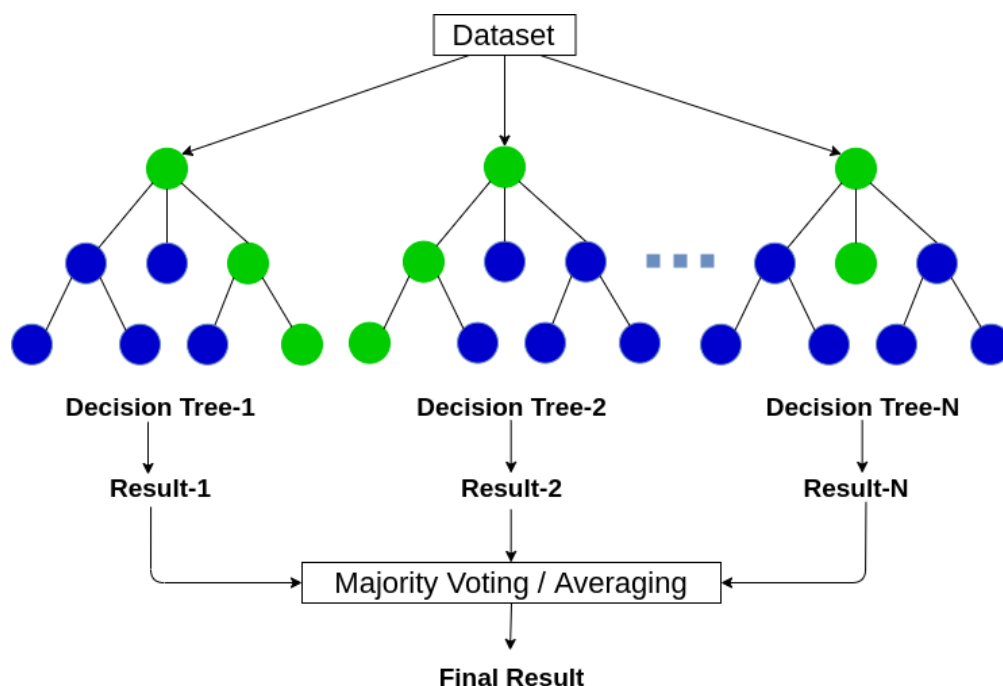 Dataset
Decision Tree-1
Decision Tree-2
Decision Tree-N
Result-1
Result-2
Result-N
Majority Voting / Averaging
Final Result